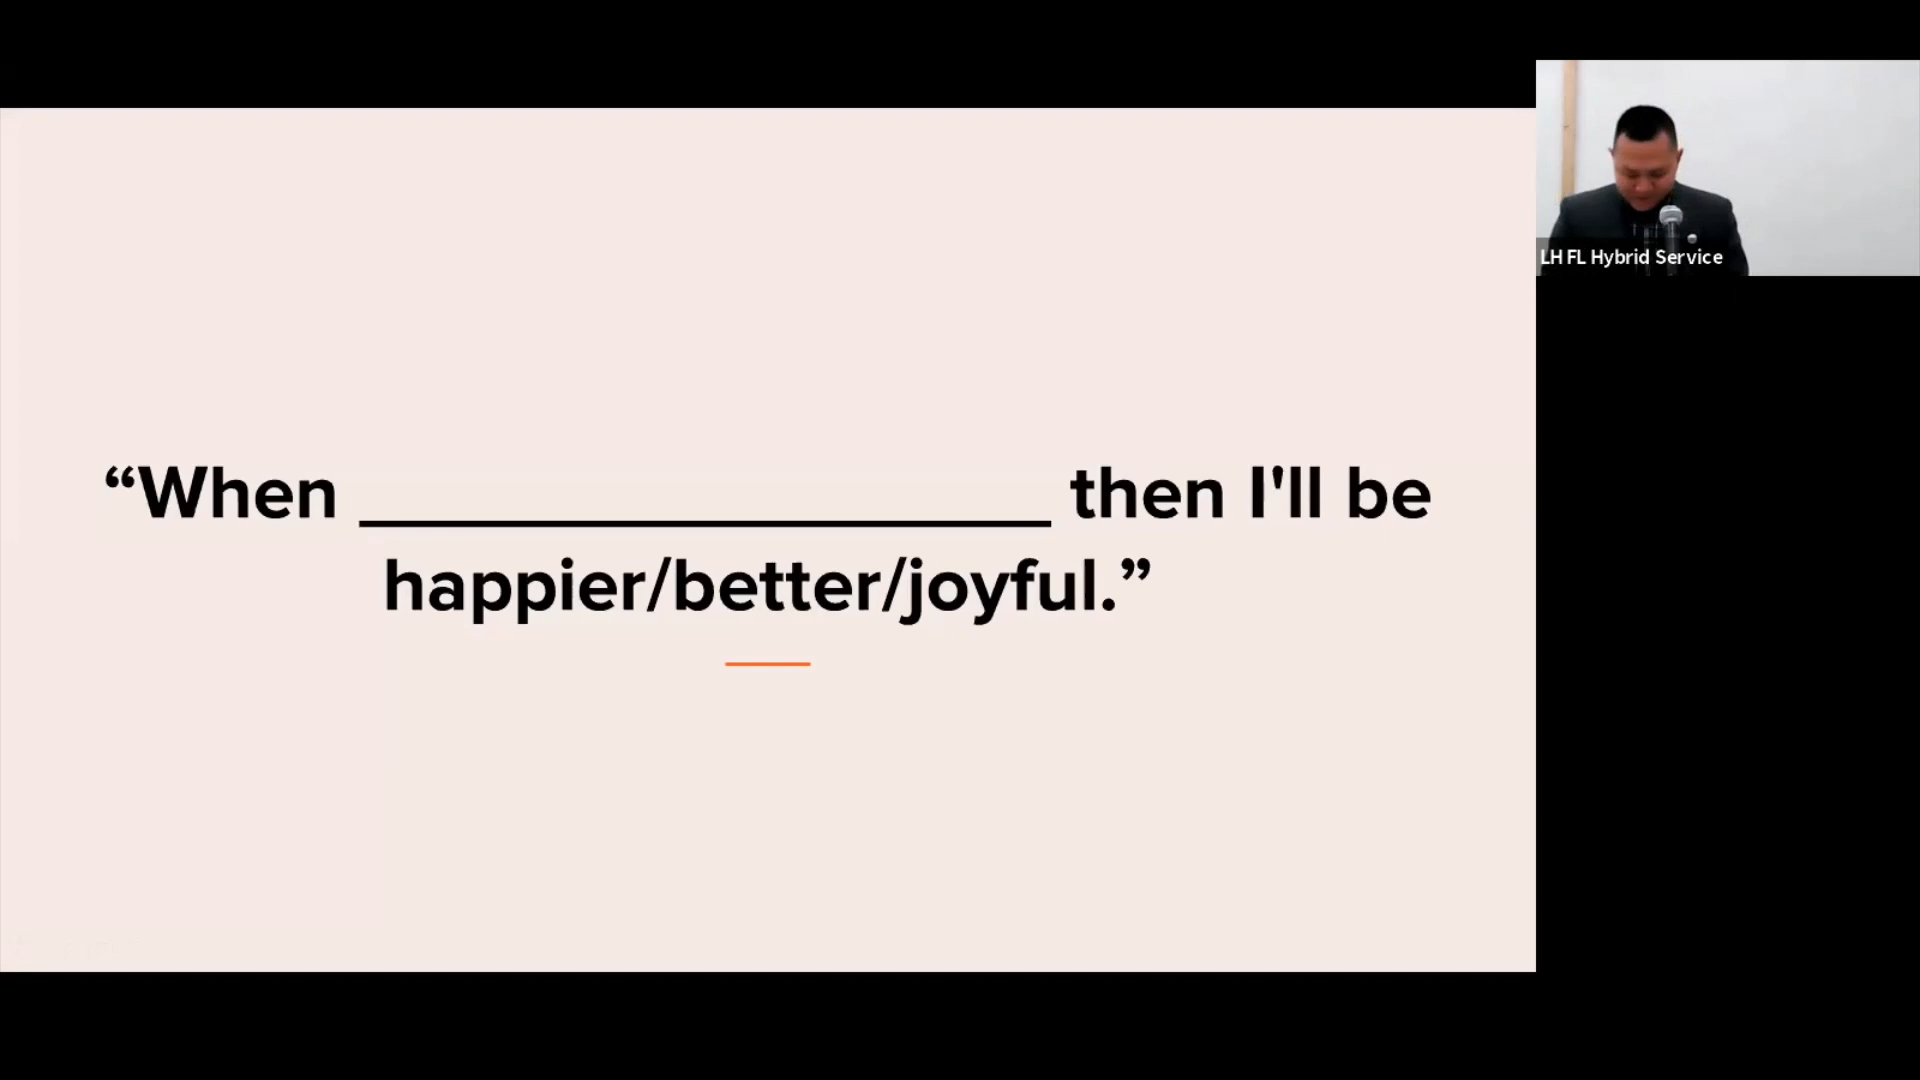 “When ____________________ then I'll be
happier/better/joyful.”
LH FL Hybrid Service